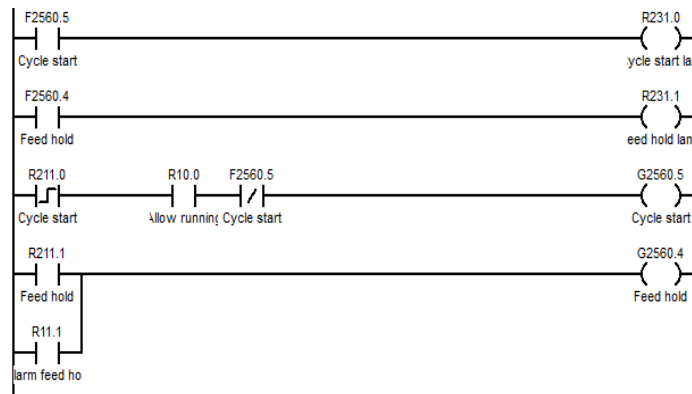 F2560.5 R231.0
Cycle start ycle start la
F2560.4 R231.1
Feed hold eed hold lam
R211.0 R10.0 F2560.5 G2560.5
Cycle start Allow running Cycle start Cycle start
R211.1 G2560.4
Feed hold Feed hold
R11.1
larm feed ho